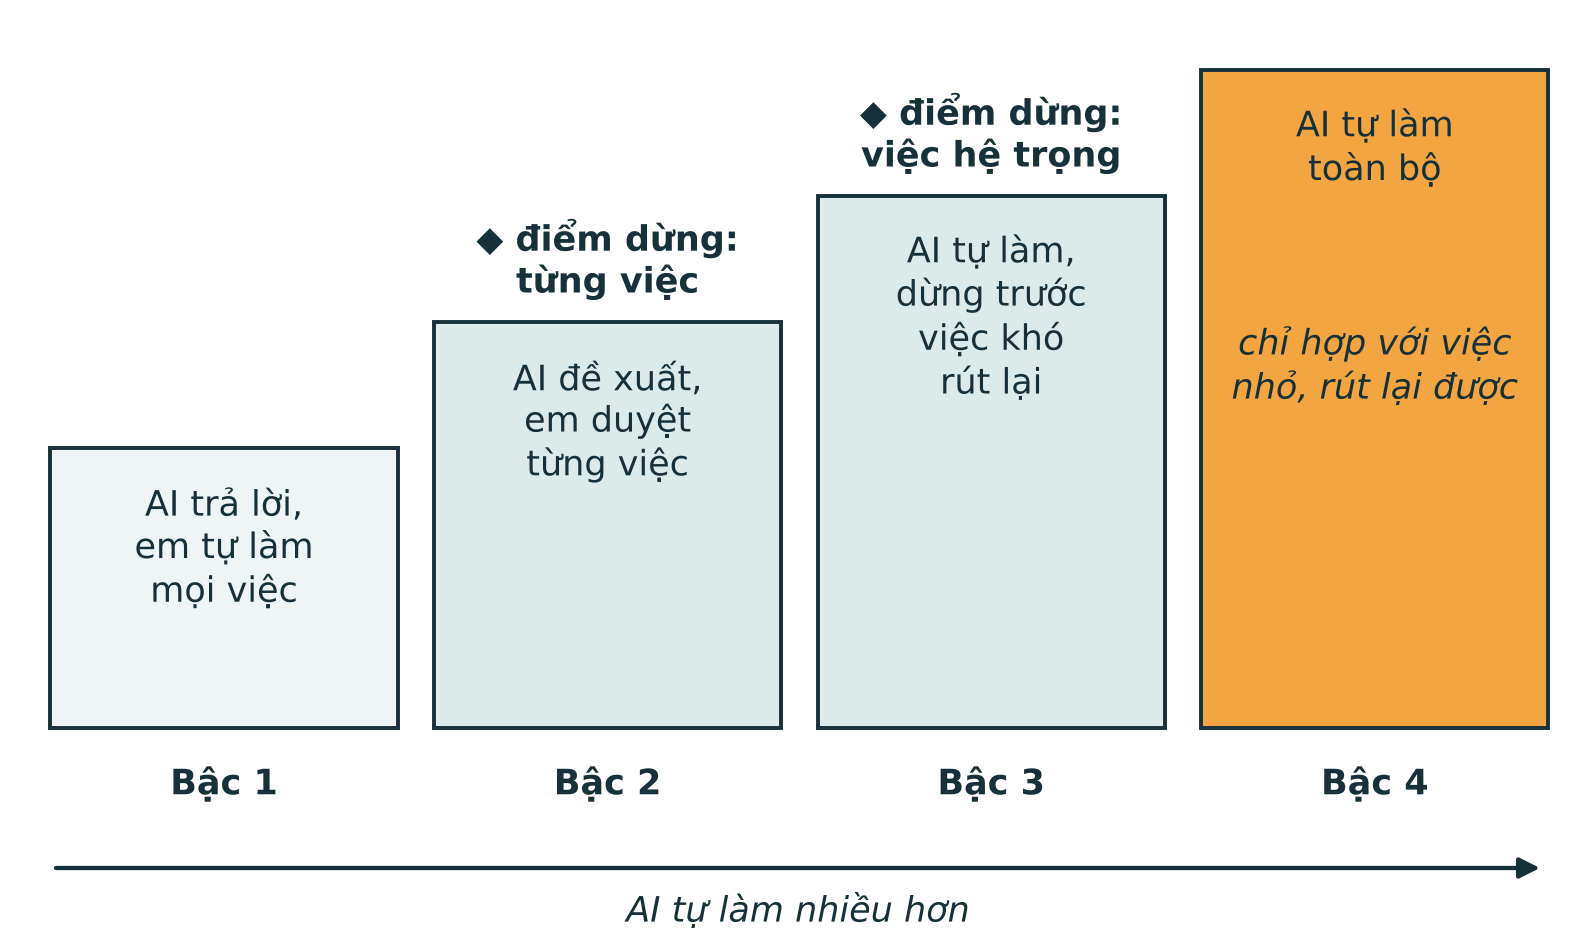 AI trả lời,
em tự làm
mọi việc
Bậc 1
◆ điểm dừng:
từng việc
AI đề xuất,
em duyệt
từng việc
Bậc 2
◆ điểm dừng:
việc hệ trọng
AI tự làm,
dừng trước
việc khó
rút lại
Bậc 3
AI tự làm
toàn bộ
chỉ hợp với việc
nhỏ, rút lại được
Bậc 4
AI tự làm nhiều hơn